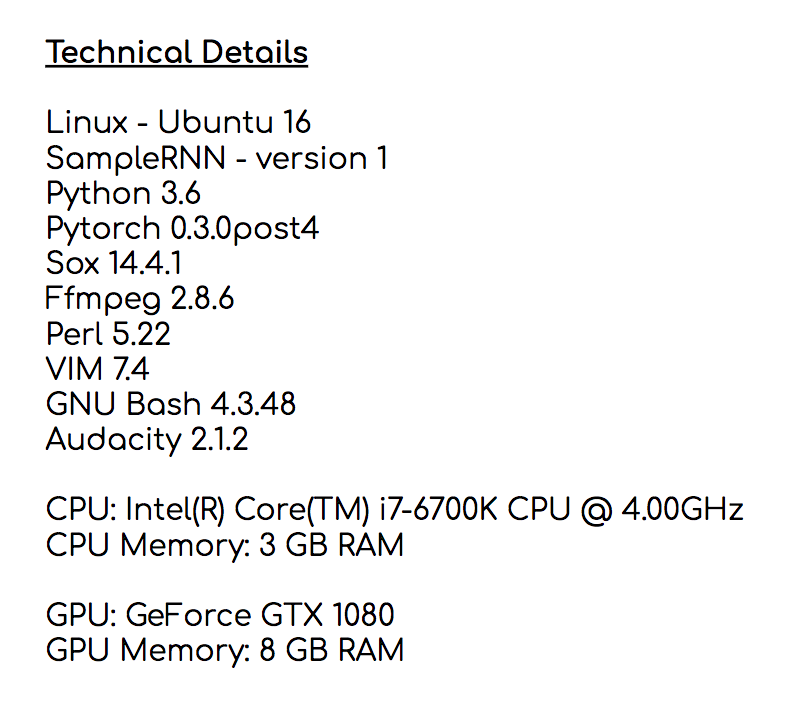 Technical Details
Linux - Ubuntu 16
SampleRNN - version 1
Python 3.6
Pytorch 0.3.0post4
Sox 14.4.1
Ffmpeg 2.8.6
Perl 5.22
VIM 7.4
GNU Bash 4.3.48
Audacity 2.1.2
CPU: Intel(R) Core(TM) i7-6700K CPU @ 4.00GHz
CPU Memory: 3 GB RAM
GPU: GeForce GTX 1080
GPU Memory: 8 GB RAM